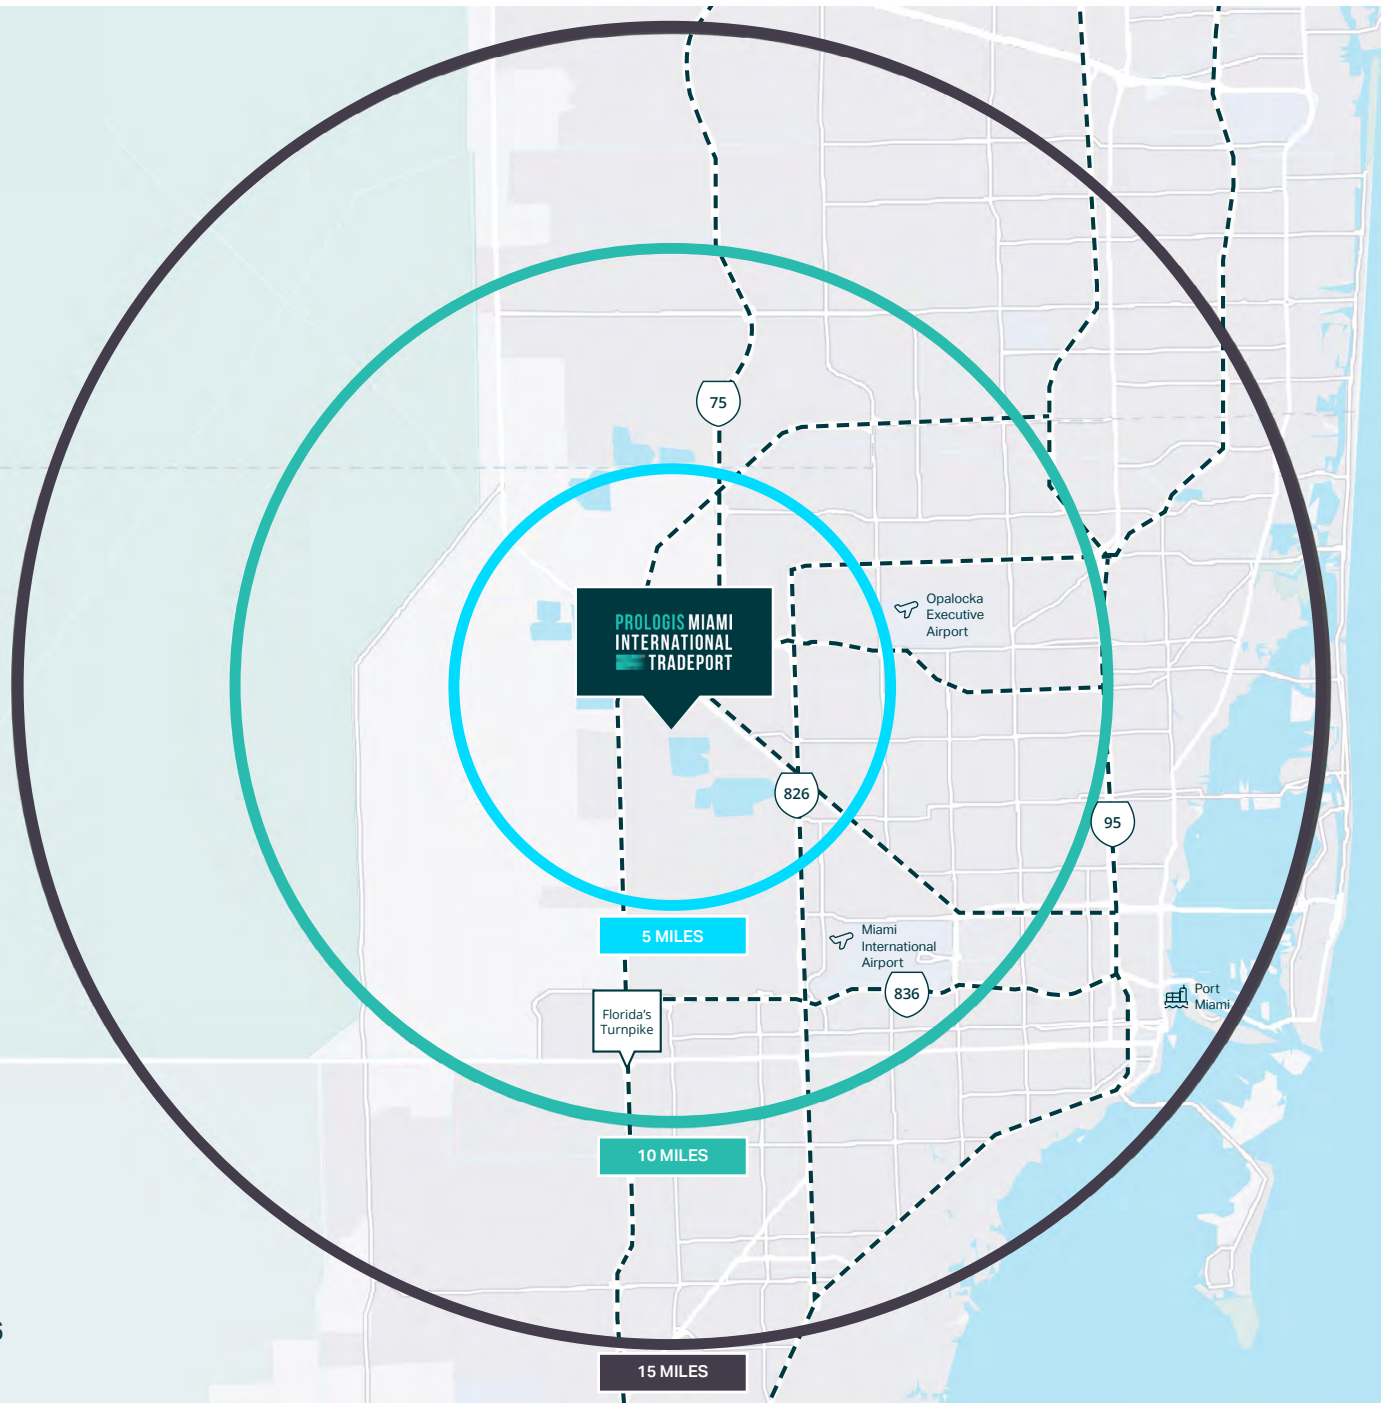 75
Opalocka
Executive
Airport
PROLOGIS MIAMI
INTERNATIONAL
TRADEPORT
826
95
5 MILES
Miami
International
Airport
836
Port
Miami
Florida's
Turnpike
10 MILES
15 MILES